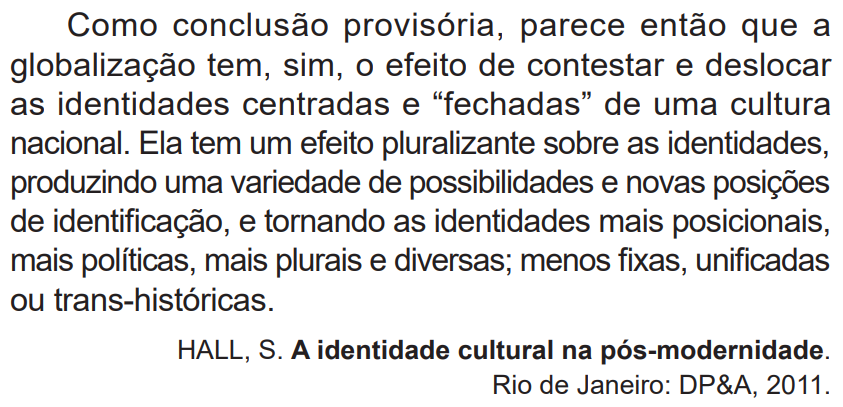 Como conclusão provisória, parece então que a
globalização tem, sim, o efeito de contestar e deslocar
as identidades centradas e “fechadas” de uma cultura
nacional. Ela tem um efeito pluralizante sobre as identidades,
produzindo uma variedade de possibilidades e novas posições
de identificação, e tornando as identidades mais posicionais,
mais políticas, mais plurais e diversas; menos fixas, unificadas
ou trans-históricas.
HALL, S. A identidade cultural na pós-modernidade.
Rio de Janeiro: DP&A, 2011.